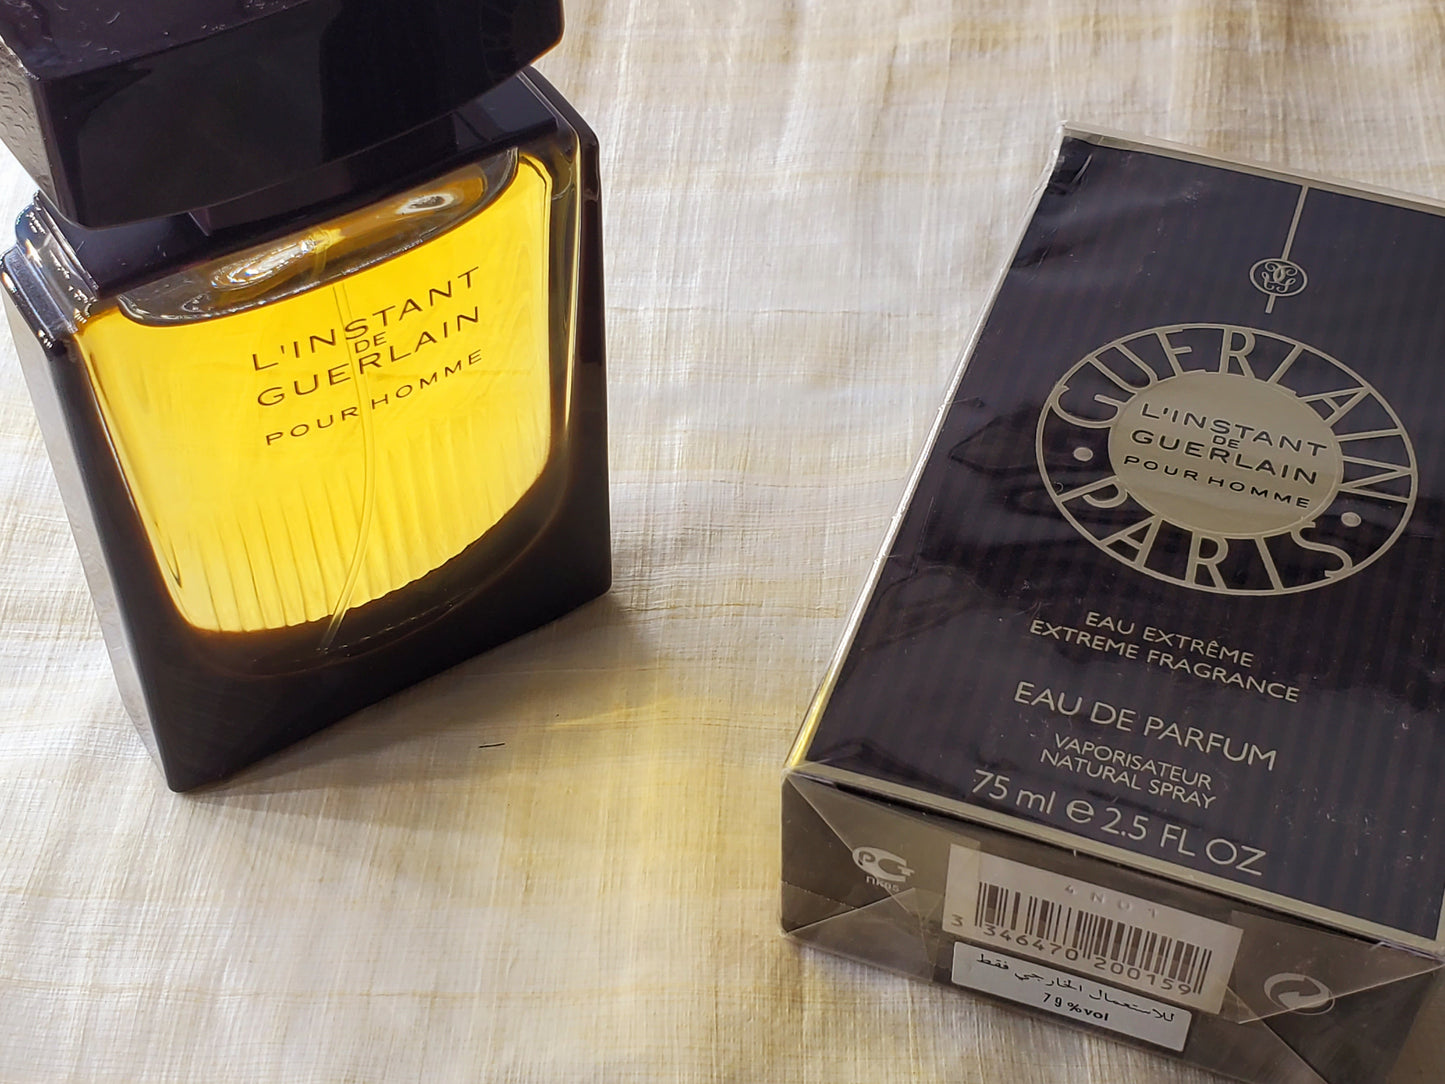 L'INSTANT
DE
GUERLAIN
POUR HOMME
GUERLAIN
L'INSTANT
DE
GUERLAIN
POUR HOMME
PARIS
EAU EXTRÊME
EXTREME FRAGRANCE
EAU DE PARFUM
VAPORISATEUR
NATURAL SPRAY
75 ml e 2.5 FL OZ
4N01
3 346470 200159
للاستعمال الخارجي فقط
79%vol